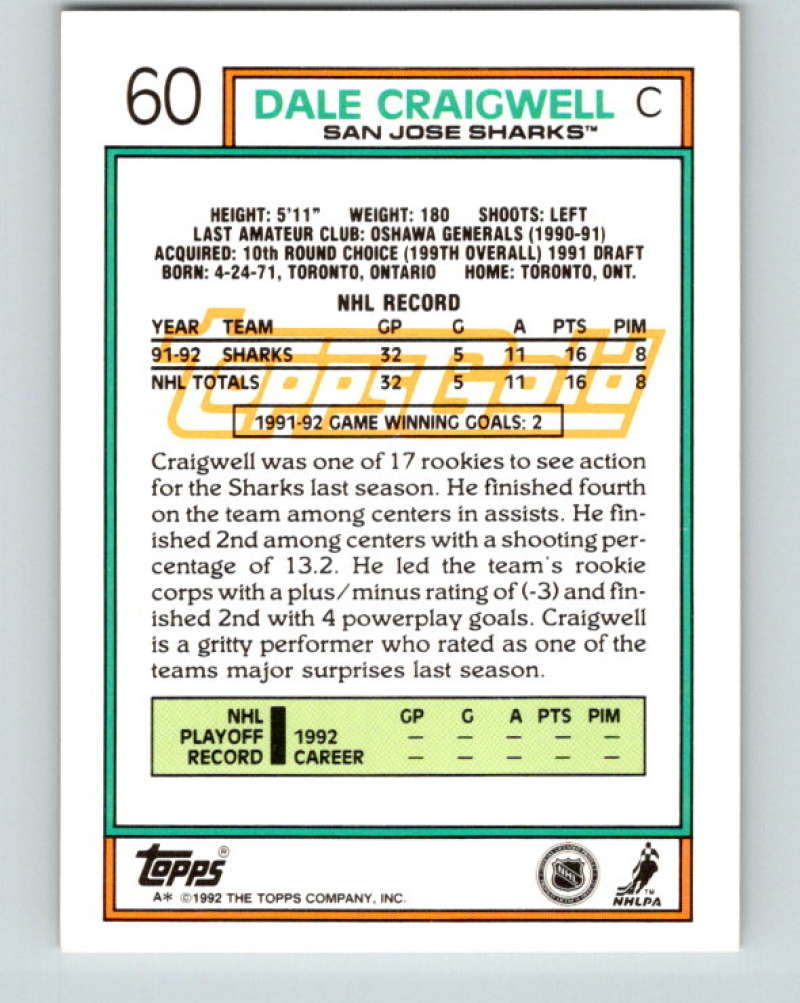 60 DALE CRAIGWELL C
SAN JOSE SHARKS™
HEIGHT: 5'11" WEIGHT: 180 SHOOTS: LEFT
LAST AMATEUR CLUB: OSHAWA GENERALS (1990-91)
ACQUIRED: 10th ROUND CHOICE (199TH OVERALL) 1991 DRAFT
BORN: 4-24-71, TORONTO, ONTARIO HOME: TORONTO, ONT.
NHL RECORD
YEAR TEAM GP G A PTS PIM
91-92 SHARKS 32 5 11 16 8
NHL TOTALS 32 5 11 16 8
ToppsGold
1991-92 GAME WINNING GOALS: 2
Craigwell was one of 17 rookies to see action
for the Sharks last season. He finished fourth
on the team among centers in assists. He fin-
ished 2nd among centers with a shooting per-
centage of 13.2. He led the team's rookie
corps with a plus/minus rating of (-3) and fin-
ished 2nd with 4 powerplay goals. Craigwell
is a gritty performer who rated as one of the
teams major surprises last season.
NHL GP G A PTS PIM
PLAYOFF 1992 – – – – –
RECORD CAREER – – – – –
Topps®
A* ©1992 THE TOPPS COMPANY, INC.
NHL
™
NHLPA